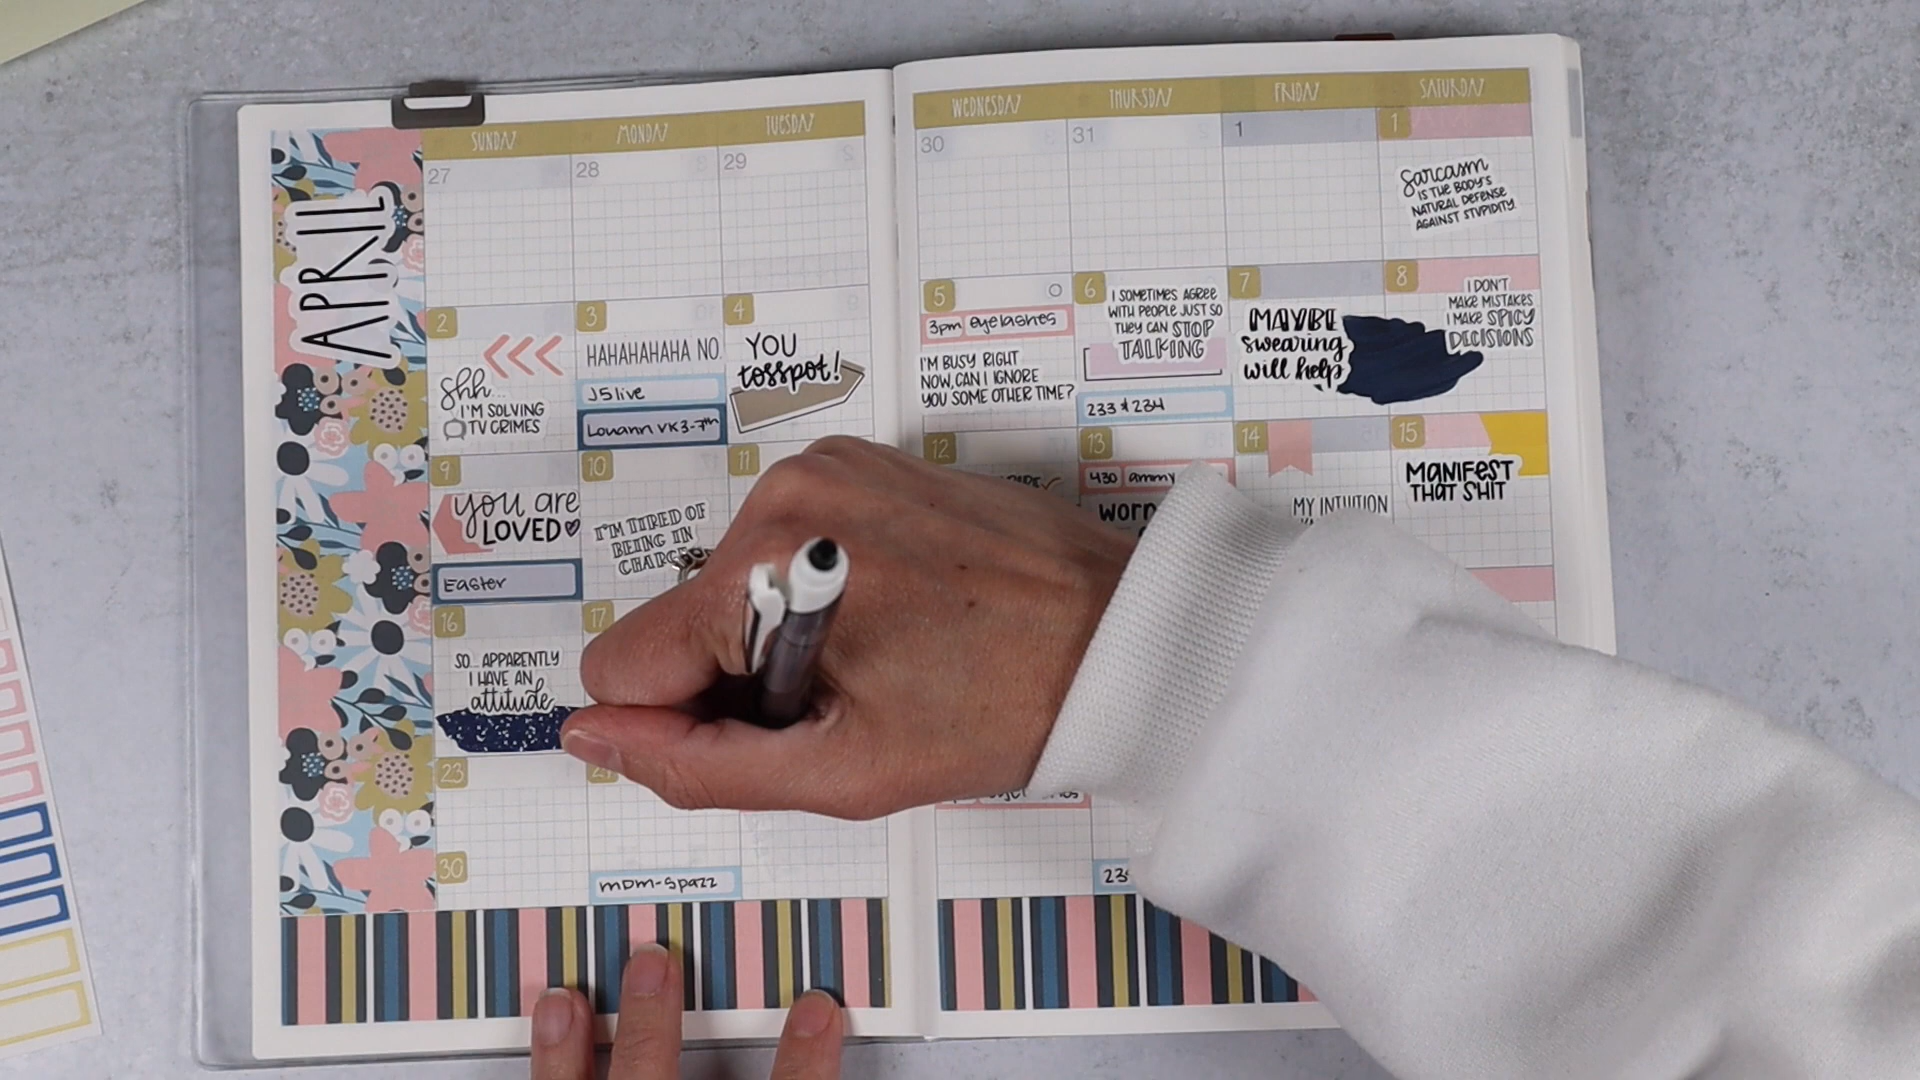 APRIL
SUNDAY
MONDAY
TUESDAY
WEDNESDAY
THURSDAY
FRIDAY
SATURDAY
27
28
29
30
31
1
1
Sarcasm
IS THE BODY'S
NATURAL DEFENSE
AGAINST STUPIDITY.
2
Shh...
I'M SOLVING
TV CRIMES
3
HAHAHAHAHA NO.
J5 live
Louann VK3-7th
4
YOU
tosspot!
5
3pm eyelashes
I'M BUSY RIGHT
NOW, CAN I IGNORE
YOU SOME OTHER TIME?
6
I SOMETIMES AGREE
WITH PEOPLE JUST SO
THEY CAN STOP
TALKING
233 & 234
7
MAYBE
swearing
will help
8
I DON'T
MAKE MISTAKES
I MAKE SPICY
DECISIONS
9
you are
LOVED
Easter
10
I'M TIRED OF
BEING IN
CHARGE
11
12
13
430 ammy
14
MY INTUITION
15
MANIFEST
THAT SHIT
16
SO... APPARENTLY
I HAVE AN
attitude
17
23
30
mom-spazz